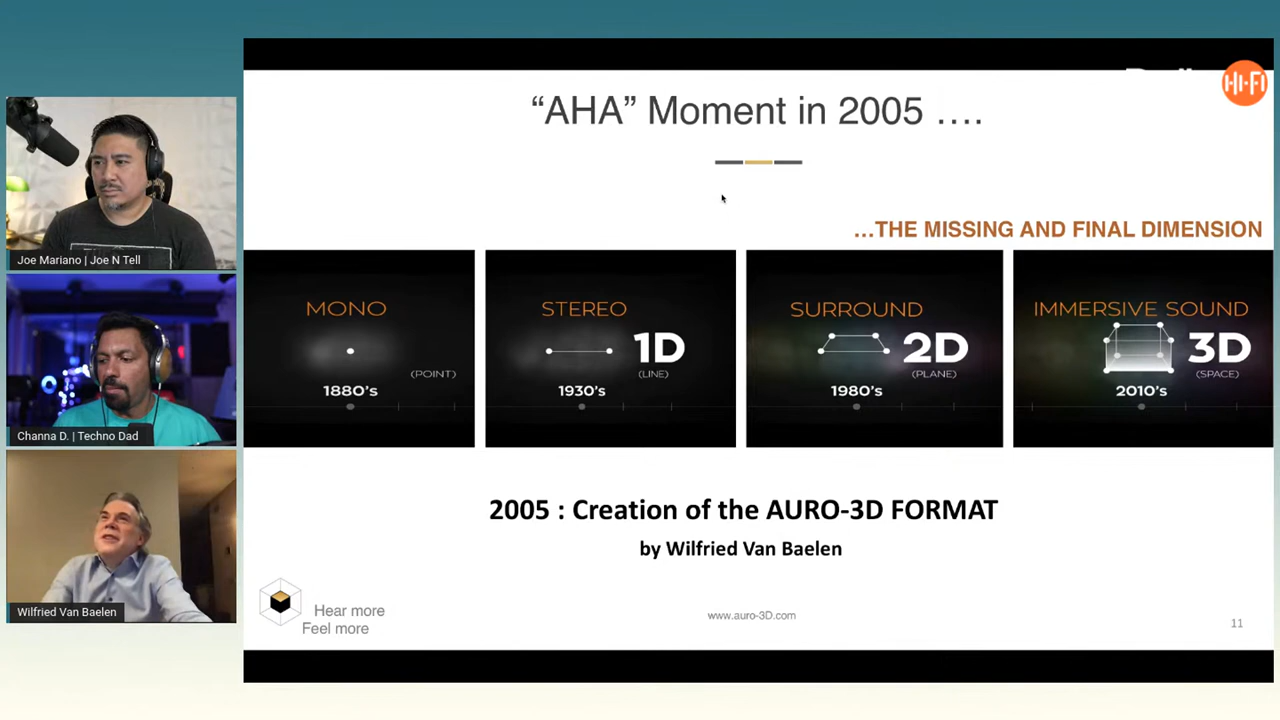 HI-FI
“AHA” Moment in 2005 ….
…THE MISSING AND FINAL DIMENSION
Joe Mariano | Joe N Tell
MONO
(POINT)
1880’s
STEREO
1D
(LINE)
1930’s
SURROUND
2D
(PLANE)
1980’s
IMMERSIVE SOUND
3D
(SPACE)
2010’s
Channa D. | Techno Dad
2005 : Creation of the AURO-3D FORMAT
by Wilfried Van Baelen
Wilfried Van Baelen
Hear more
Feel more
www.auro-3D.com
11